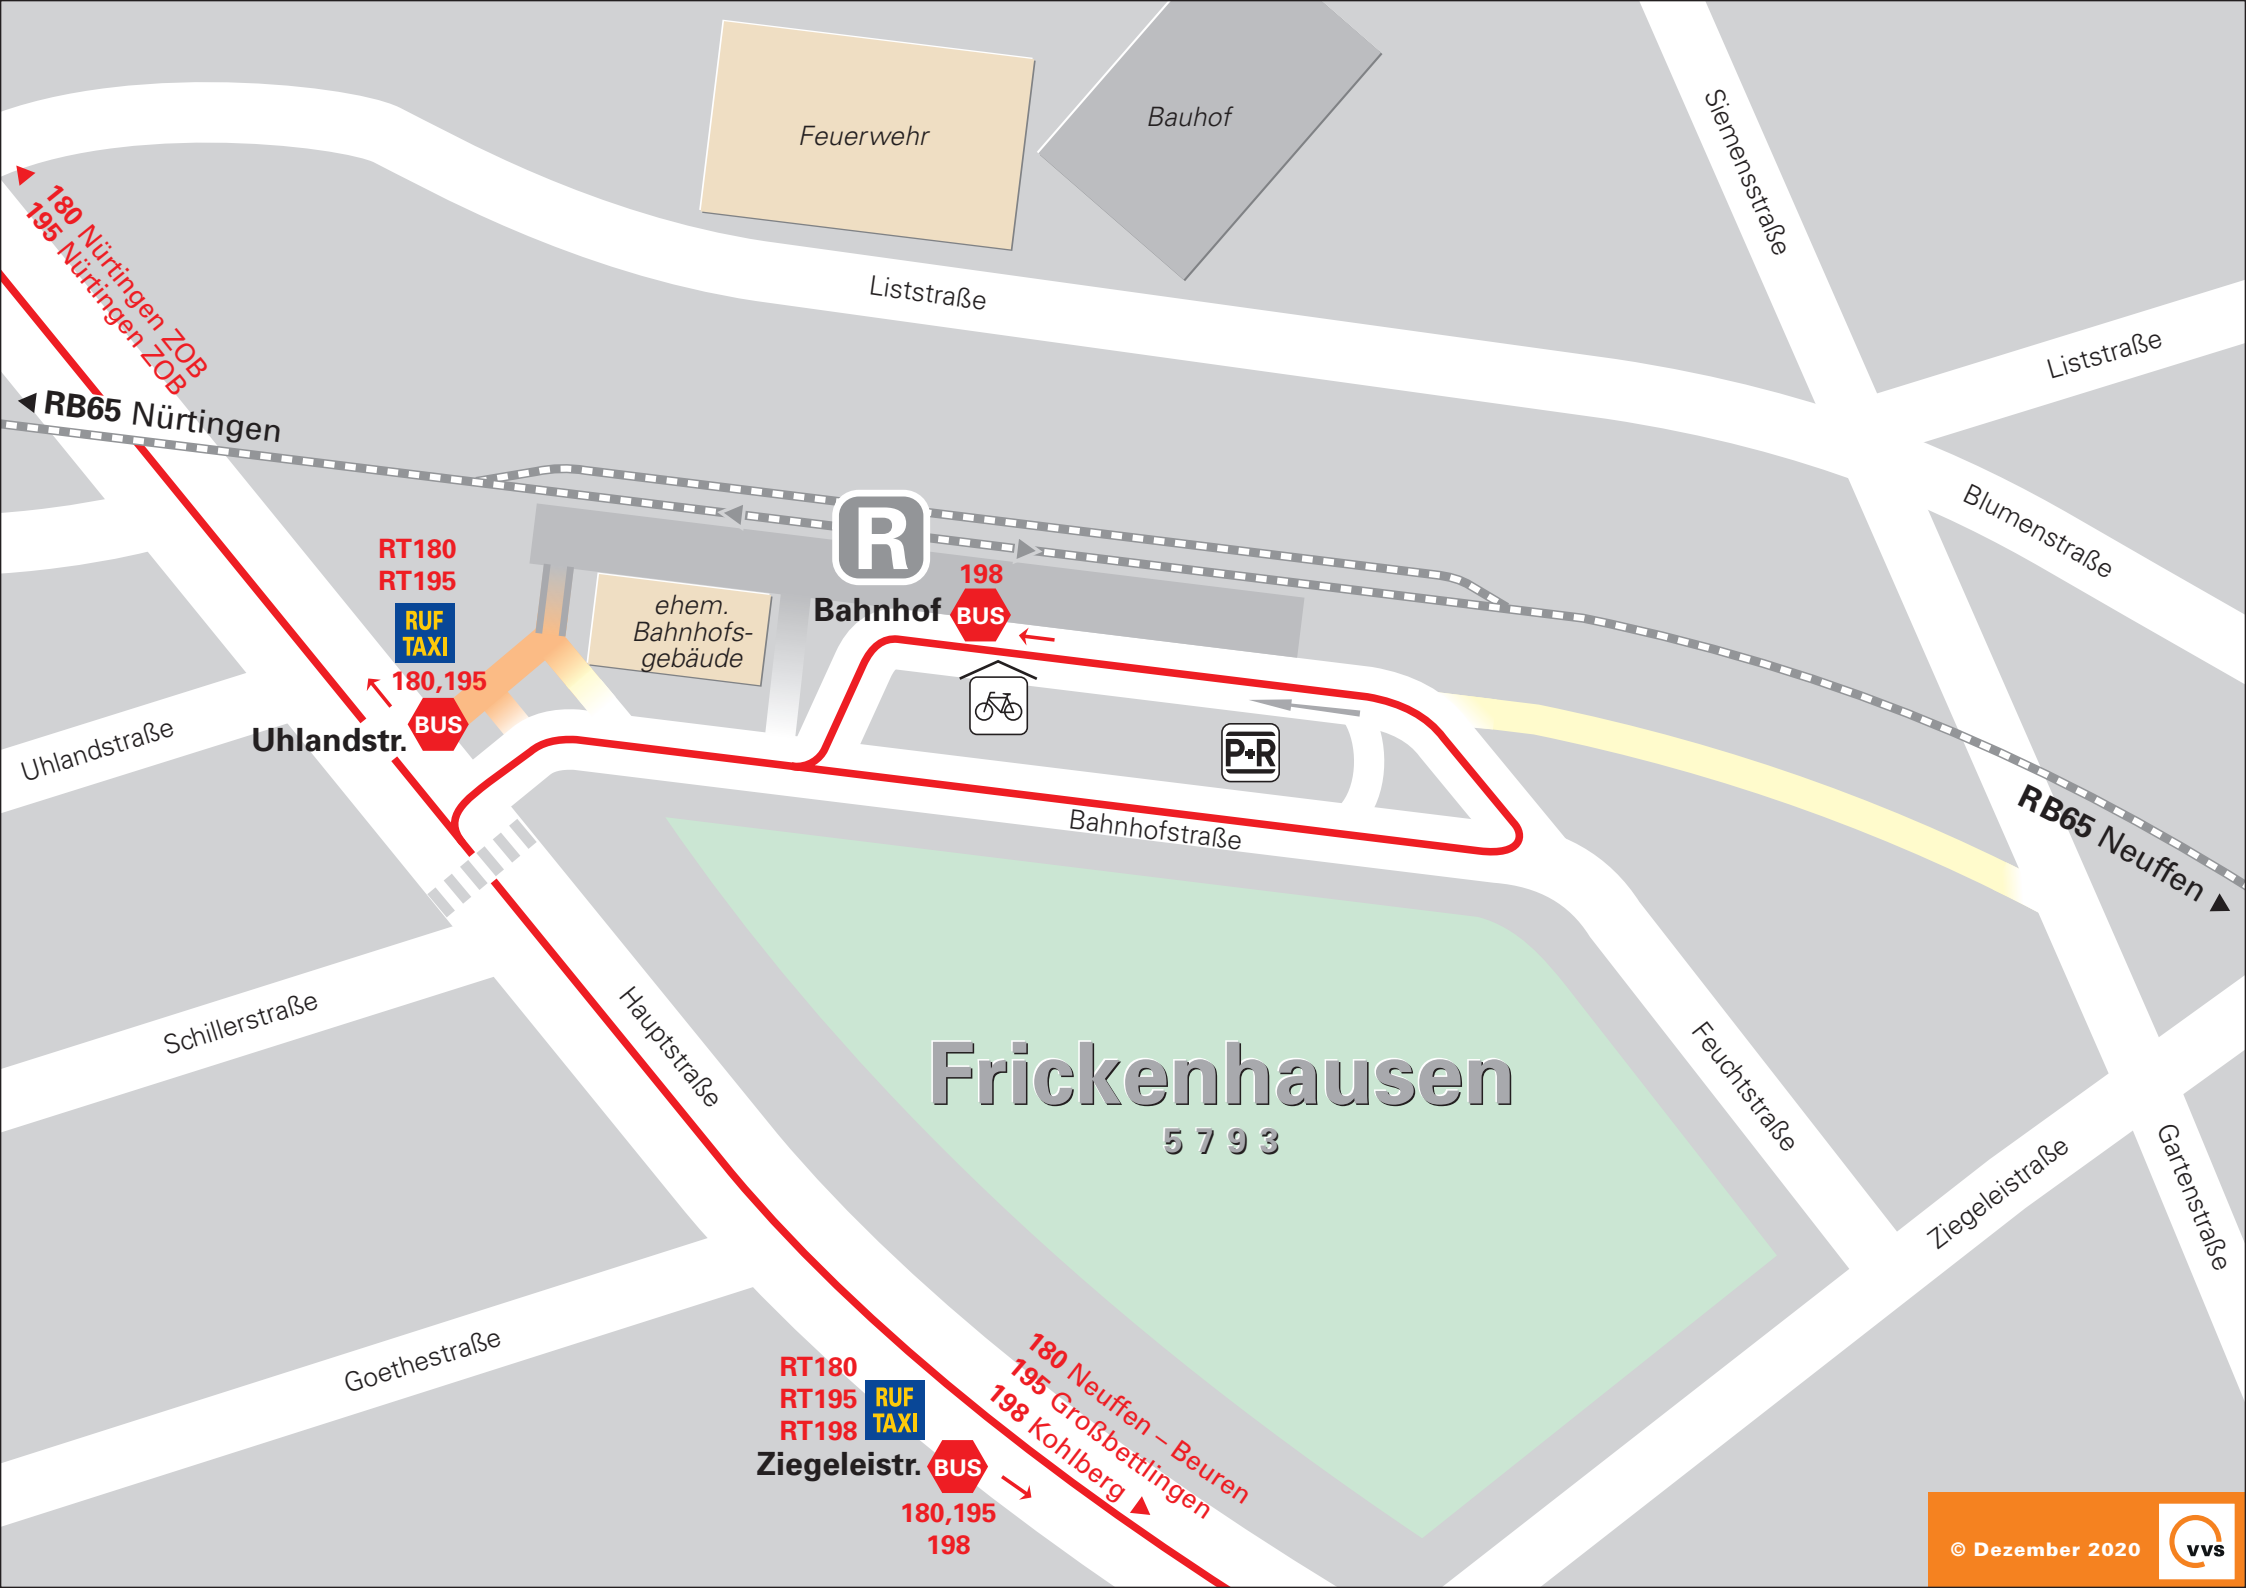 Feuerwehr
Bauhof
Siemensstraße
180 Nürtingen ZOB
195 Nürtingen ZOB
Liststraße
Liststraße
RB65 Nürtingen
Blumenstraße
R
RT180
RT195
RUF
TAXI
180,195
BUS
Uhlandstr.
Uhlandstraße
ehem.
Bahnhofs-
gebäude
198
Bahnhof
BUS
P+R
Bahnhofstraße
RB65 Neuffen
Schillerstraße
Hauptstraße
Frickenhausen
5793
Feuchtstraße
Ziegeleistraße
Gartenstraße
Goethestraße
RT180
RT195
RT198
RUF
TAXI
Ziegeleistr.
BUS
180,195
198
180 Neuffen – Beuren
195 Großbettlingen
198 Kohlberg
© Dezember 2020
vvs